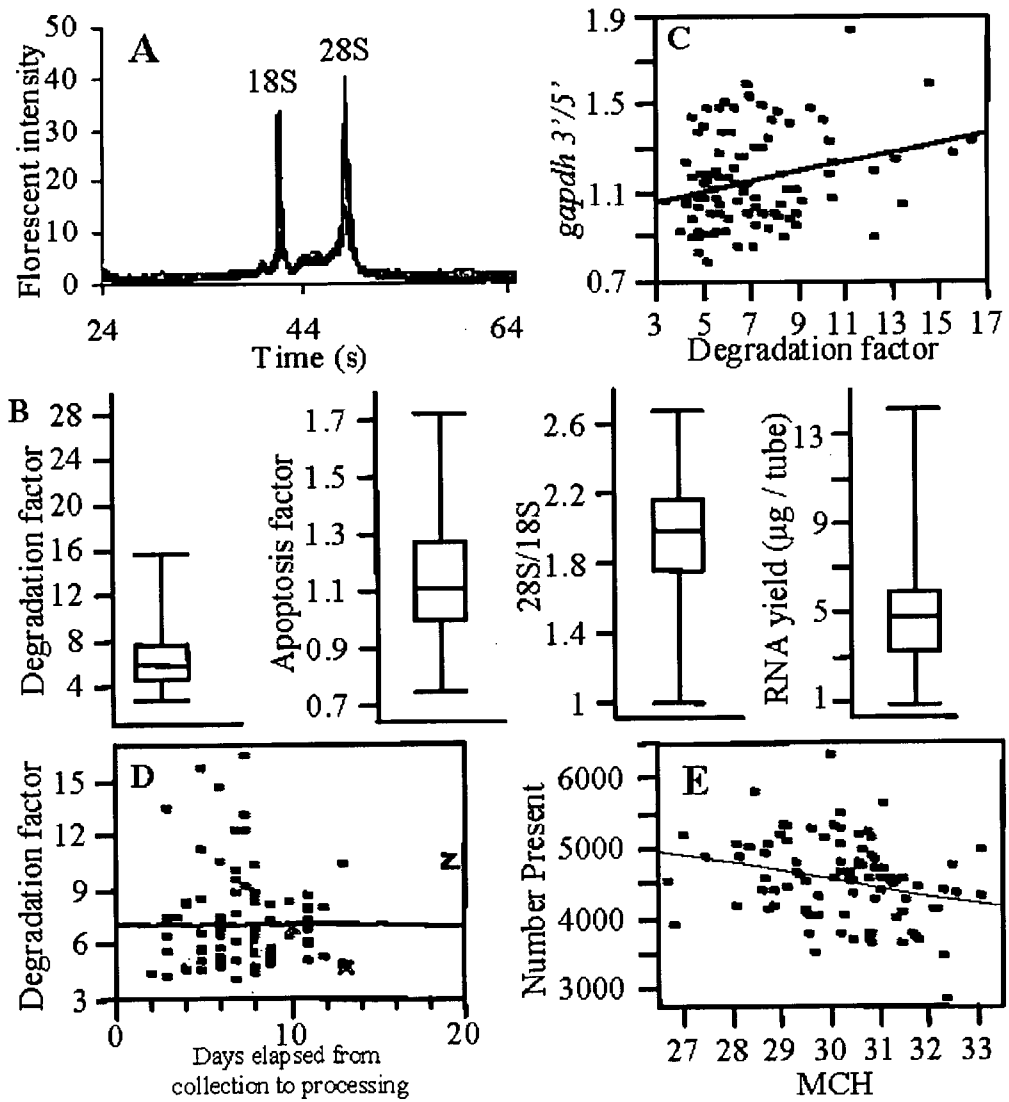 A
50
40
30
20
10
0
Florescent intensity
18S
28S
24
44
64
Time (s)
C
1.9
1.5
1.1
0.7
gapdh 3'/5'
3
5
7
9
11
13
15
17
Degradation factor
B
28
24
20
16
12
8
4
Degradation factor
1.7
1.5
1.3
1.1
0.9
0.7
Apoptosis factor
2.6
2.2
1.8
1.4
1
28S/18S
13
9
5
1
RNA yield (µg / tube)
D
15
12
9
6
3
Degradation factor
N
0
10
20
Days elapsed from
collection to processing
E
6000
5000
4000
3000
Number Present
27
28
29
30
31
32
33
MCH